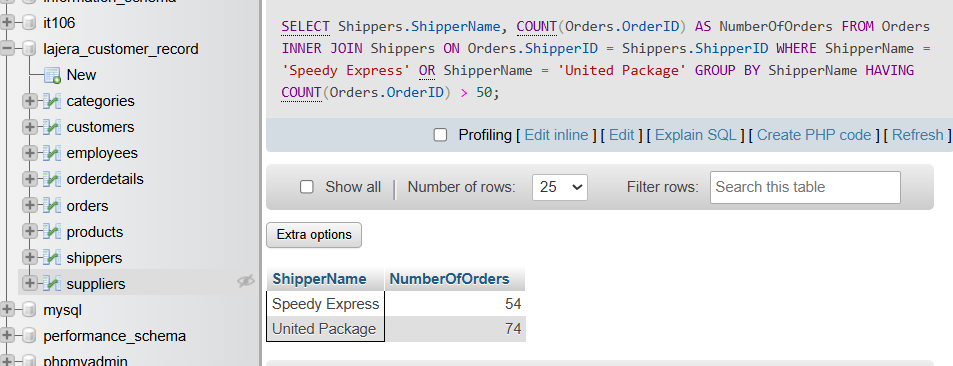 information_schema
it106
lajera_customer_record
New
categories
customers
employees
orderdetails
orders
products
shippers
suppliers
mysql
performance_schema
phpmyadmin
SELECT Shippers.ShipperName, COUNT(Orders.OrderID) AS NumberOfOrders FROM Orders
INNER JOIN Shippers ON Orders.ShipperID = Shippers.ShipperID WHERE ShipperName =
'Speedy Express' OR ShipperName = 'United Package' GROUP BY ShipperName HAVING
COUNT(Orders.OrderID) > 50;
Profiling [ Edit inline ] [ Edit ] [ Explain SQL ] [ Create PHP code ] [ Refresh ]
Show all Number of rows: 25 Filter rows: Search this table
Extra options
ShipperName NumberOfOrders
Speedy Express 54
United Package 74